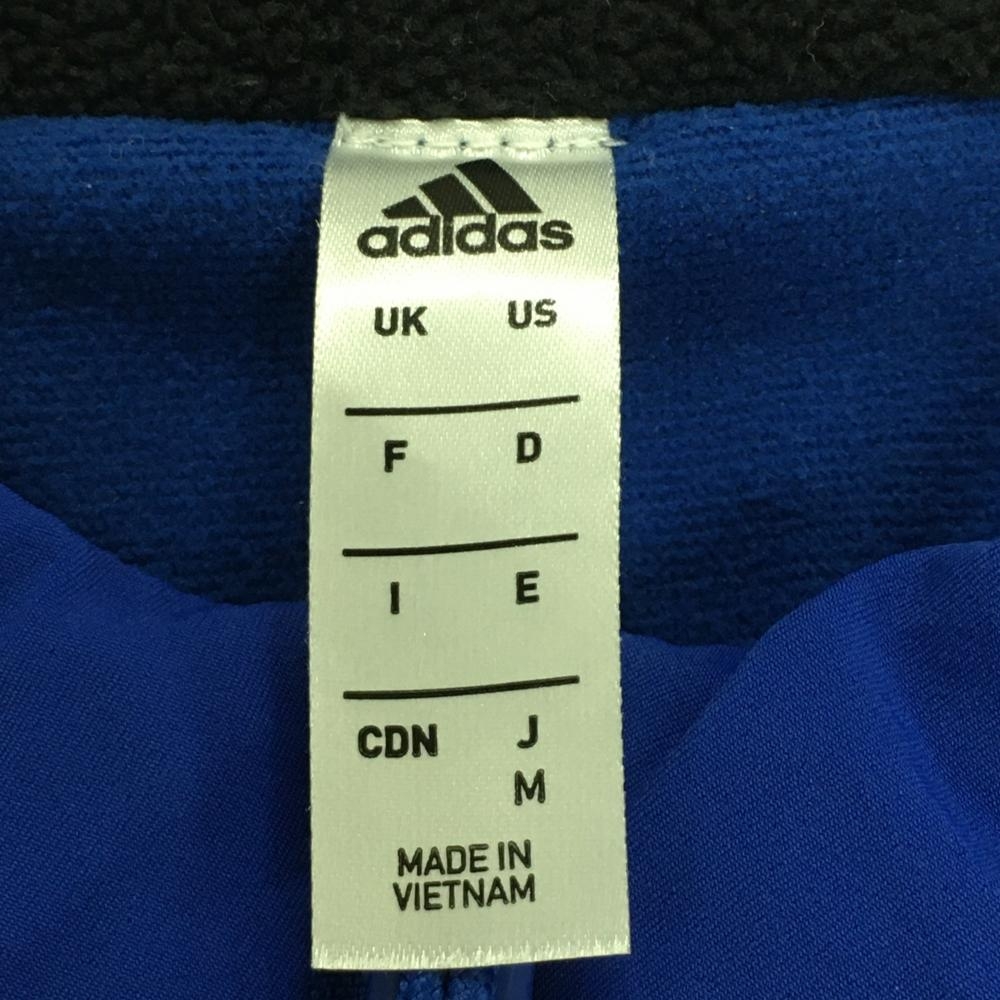 adidas
UK US
F D
I E
CDN J
M
MADE IN
VIETNAM